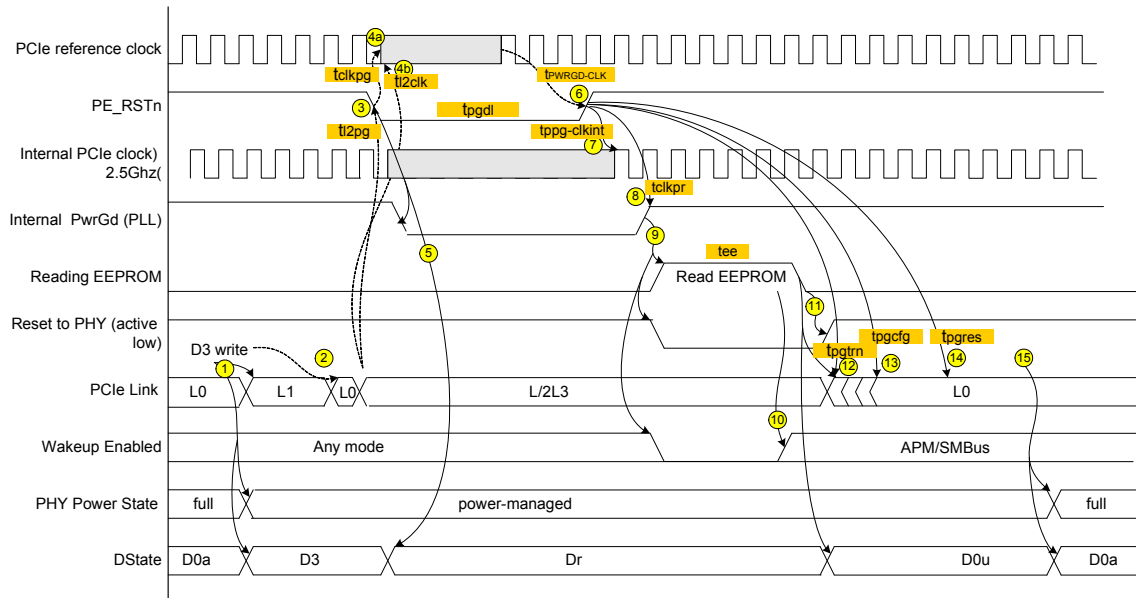 4a
PCIe reference clock
4b
tclkpg
tl2clk
tPWRGD-CLK
6
PE_RSTn
3
tpgdl
tl2pg
tppg-clkint
7
Internal PCIe clock)
2.5Ghz(
tclkpr
8
Internal PwrGd (PLL)
9
5
tee
Reading EEPROM
Read EEPROM
11
Reset to PHY (active
low)
D3 write
2
tpgtrn
tpgcfg
tpgres
1
12
13
14
15
PCIe Link
L0
L1
L0
L/2L3
L0
10
Wakeup Enabled
Any mode
APM/SMBus
PHY Power State
full
power-managed
full
DState
D0a
D3
Dr
D0u
D0a